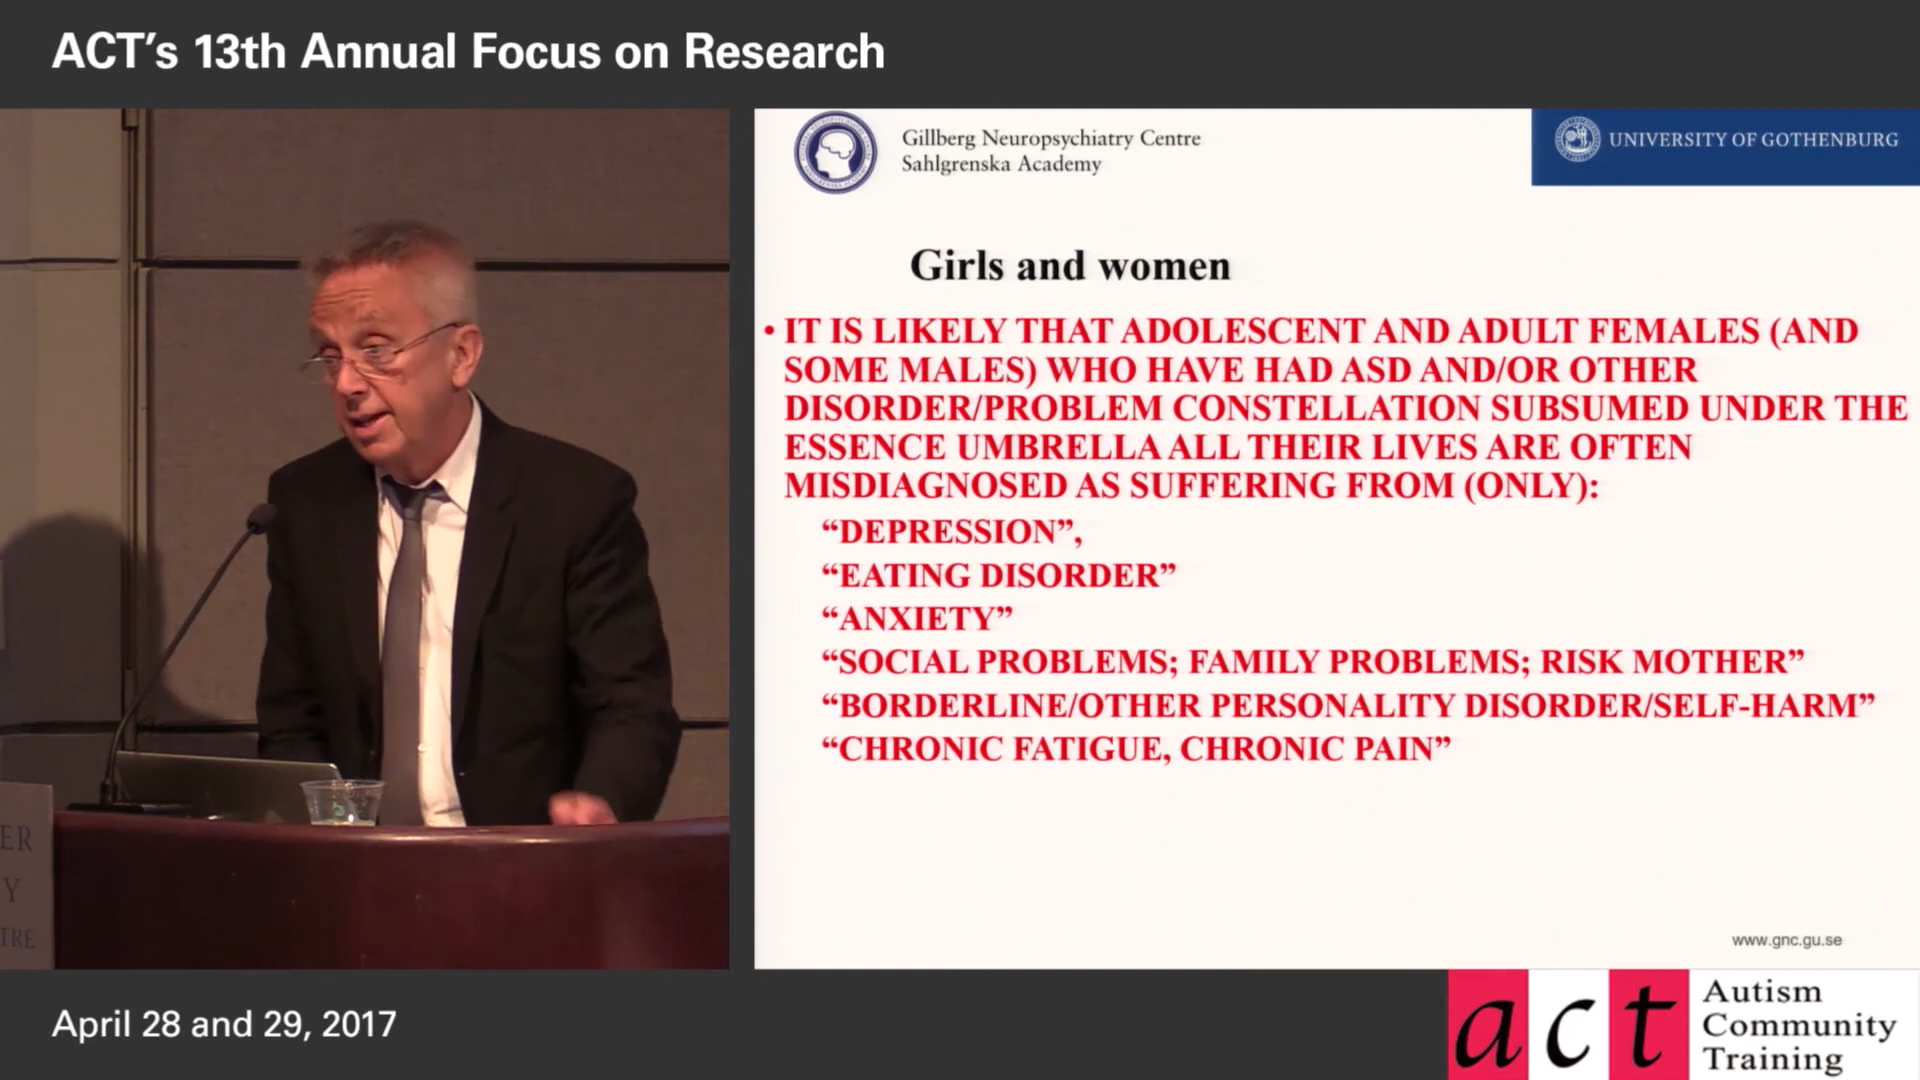 ACT's 13th Annual Focus on Research
Gillberg Neuropsychiatry Centre
Sahlgrenska Academy
UNIVERSITY OF GOTHENBURG
Girls and women
• IT IS LIKELY THAT ADOLESCENT AND ADULT FEMALES (AND
SOME MALES) WHO HAVE HAD ASD AND/OR OTHER
DISORDER/PROBLEM CONSTELLATION SUBSUMED UNDER THE
ESSENCE UMBRELLA ALL THEIR LIVES ARE OFTEN
MISDIAGNOSED AS SUFFERING FROM (ONLY):
“DEPRESSION”,
“EATING DISORDER”
“ANXIETY”
“SOCIAL PROBLEMS; FAMILY PROBLEMS; RISK MOTHER”
“BORDERLINE/OTHER PERSONALITY DISORDER/SELF-HARM”
“CHRONIC FATIGUE, CHRONIC PAIN”
www.gnc.gu.se
ER
Y
TRE
April 28 and 29, 2017
act
Autism
Community
Training